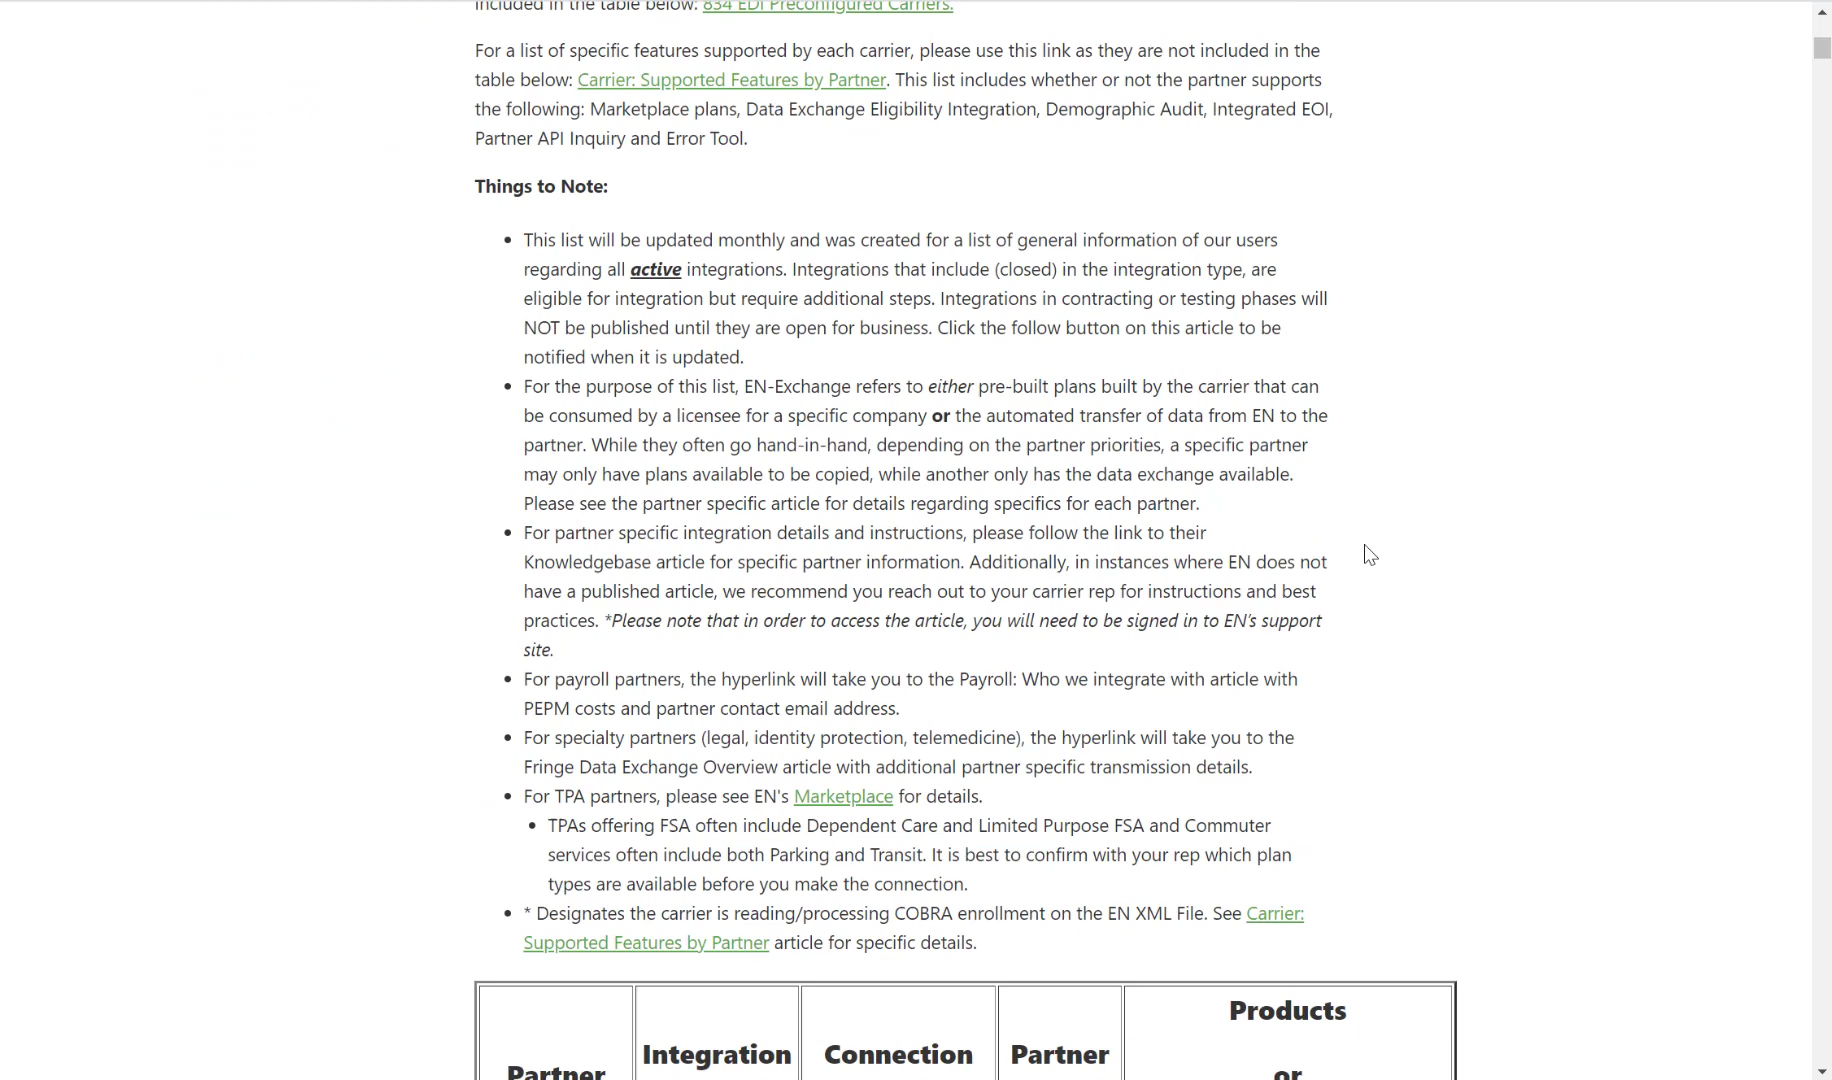 included in the table below: 834 EDI Preconfigured Carriers.
For a list of specific features supported by each carrier, please use this link as they are not included in the
table below: Carrier: Supported Features by Partner. This list includes whether or not the partner supports
the following: Marketplace plans, Data Exchange Eligibility Integration, Demographic Audit, Integrated EOI,
Partner API Inquiry and Error Tool.
Things to Note:
• This list will be updated monthly and was created for a list of general information of our users
regarding all active integrations. Integrations that include (closed) in the integration type, are
eligible for integration but require additional steps. Integrations in contracting or testing phases will
NOT be published until they are open for business. Click the follow button on this article to be
notified when it is updated.
• For the purpose of this list, EN-Exchange refers to either pre-built plans built by the carrier that can
be consumed by a licensee for a specific company or the automated transfer of data from EN to the
partner. While they often go hand-in-hand, depending on the partner priorities, a specific partner
may only have plans available to be copied, while another only has the data exchange available.
Please see the partner specific article for details regarding specifics for each partner.
• For partner specific integration details and instructions, please follow the link to their
Knowledgebase article for specific partner information. Additionally, in instances where EN does not
have a published article, we recommend you reach out to your carrier rep for instructions and best
practices. *Please note that in order to access the article, you will need to be signed in to EN's support
site.
• For payroll partners, the hyperlink will take you to the Payroll: Who we integrate with article with
PEPM costs and partner contact email address.
• For specialty partners (legal, identity protection, telemedicine), the hyperlink will take you to the
Fringe Data Exchange Overview article with additional partner specific transmission details.
• For TPA partners, please see EN's Marketplace for details.
• TPAs offering FSA often include Dependent Care and Limited Purpose FSA and Commuter
services often include both Parking and Transit. It is best to confirm with your rep which plan
types are available before you make the connection.
• * Designates the carrier is reading/processing COBRA enrollment on the EN XML File. See Carrier:
Supported Features by Partner article for specific details.
Products
Integration Connection Partner
Partner or